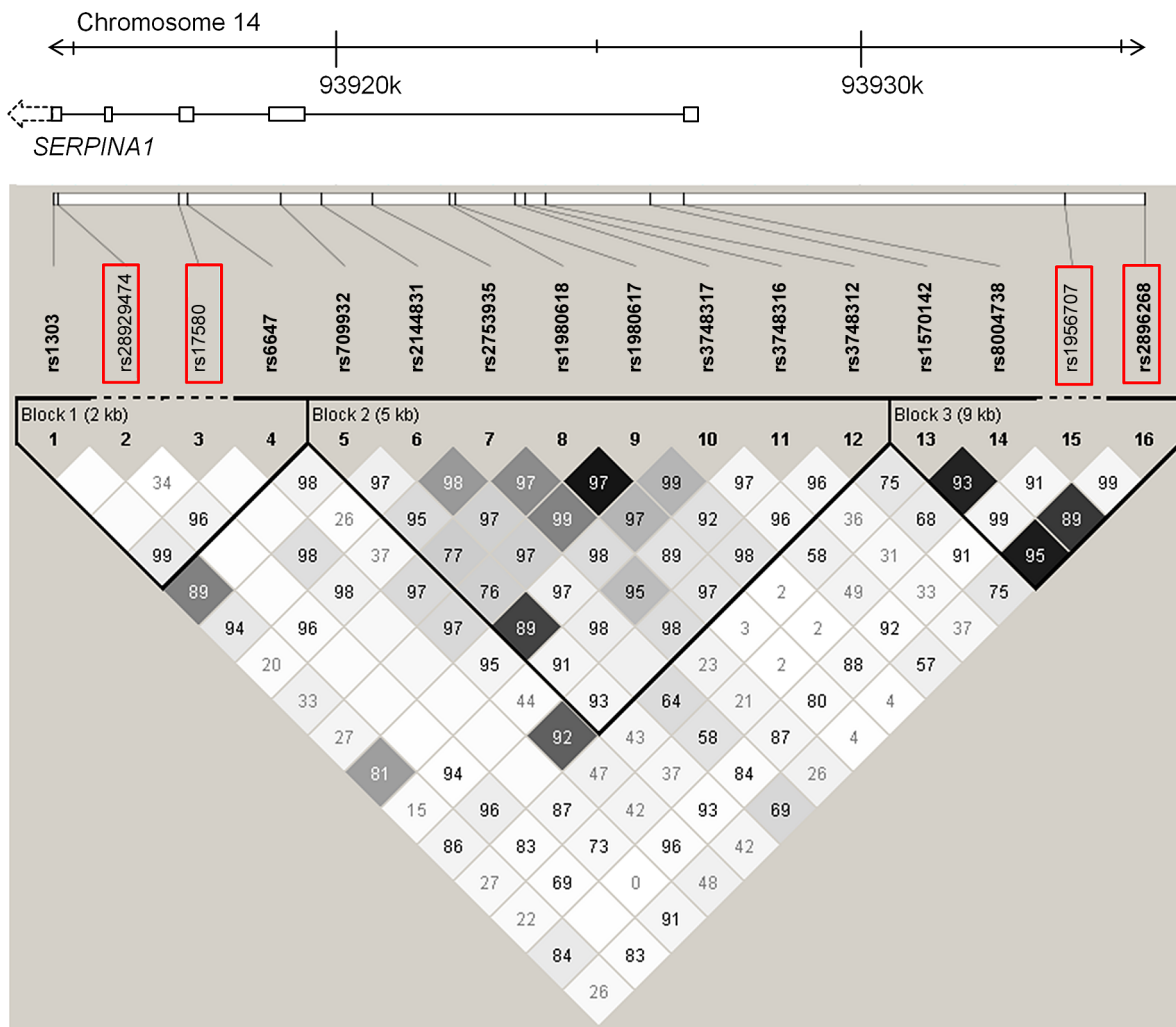 Chromosome 14
93920k 93930k
SERPINA1
rs1303 rs28929474 rs17580 rs6647 rs709932 rs2144831 rs2753935 rs1980618 rs1980617 rs3748317 rs3748316 rs3748312 rs1570142 rs8004738 rs1956707 rs2896268
Block 1 (2 kb) Block 2 (5 kb) Block 3 (9 kb)
1 2 3 4 5 6 7 8 9 10 11 12 13 14 15 16
34 98 97 98 97 97 99 97 96 75 93 91 99
96 26 95 97 99 97 92 96 36 68 99 89
99 98 37 77 97 98 89 98 58 31 91 95
89 98 97 76 97 95 97 2 49 33 75
94 96 97 89 98 98 3 2 92 37
20 95 91 23 2 88 57
33 44 93 64 21 80 4
27 92 43 58 87 4
81 94 47 37 84 26
15 96 87 42 93 69
86 83 73 96 42
27 69 0 48
22 91
84 83
26